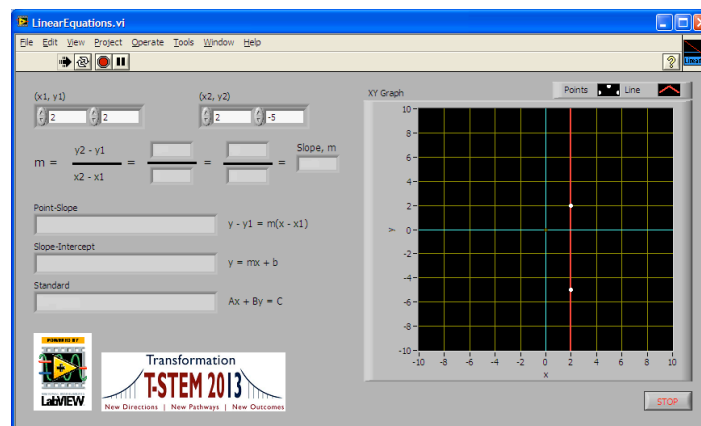 LinearEquations.vi
File Edit View Project Operate Tools Window Help
?
Linear
(x1, y1)
2 2
(x2, y2)
2 -5
m = y2 - y1 = = = Slope, m
x2 - x1
Point-Slope
y - y1 = m(x - x1)
Slope-Intercept
y = mx + b
Standard
Ax + By = C
POWERED BY
LabVIEW
Transformation
T-STEM 2013
New Directions | New Pathways | New Outcomes
XY Graph
Points Line
10
8
6
4
2
0
-2
-4
-6
-8
-10
y
-10 -8 -6 -4 -2 0 2 4 6 8 10
x
STOP